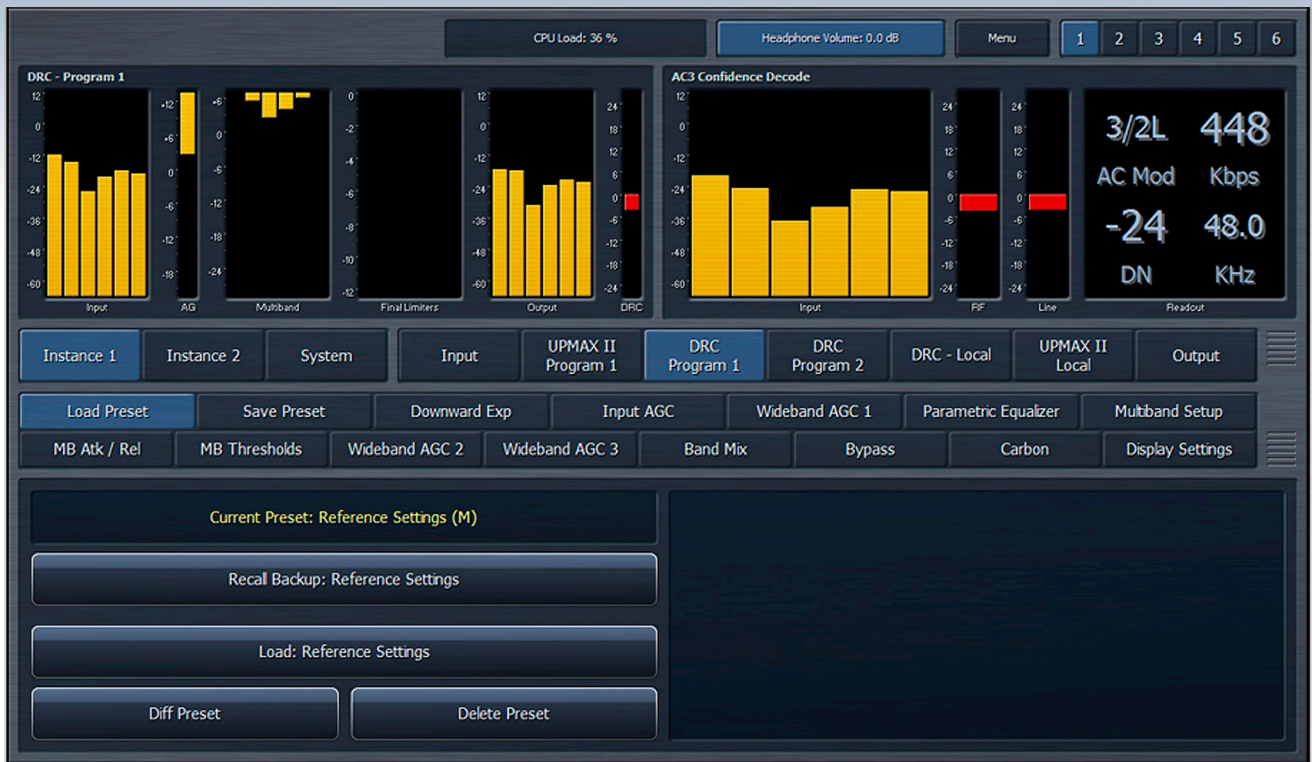 CPU Load: 36 %
Headphone Volume: 0.0 dB
Menu
1 2 3 4 5 6
DRC - Program 1
12
0
-12
-24
-36
-48
-60
Input
+12
+6
0
-6
-12
-18
AG
+6
0
-6
-12
-18
-24
Multiband
0
-2
-4
-6
-8
-10
-12
Final Limiters
12
0
-12
-24
-36
-48
-60
Output
24
18
12
6
0
-6
-12
-18
-24
DRC
AC3 Confidence Decode
12
0
-12
-24
-36
-48
-60
Input
24
18
12
6
0
-6
-12
-18
-24
RF
24
18
12
6
0
-6
-12
-18
-24
Line
3/2L 448
AC Mod Kbps
-24 48.0
DN KHz
Readout
Instance 1
Instance 2
System
Input
UPMAX II
Program 1
DRC
Program 1
DRC
Program 2
DRC - Local
UPMAX II
Local
Output
Load Preset
Save Preset
Downward Exp
Input AGC
Wideband AGC 1
Parametric Equalizer
Multiband Setup
MB Atk / Rel
MB Thresholds
Wideband AGC 2
Wideband AGC 3
Band Mix
Bypass
Carbon
Display Settings
Current Preset: Reference Settings (M)
Recall Backup: Reference Settings
Load: Reference Settings
Diff Preset
Delete Preset